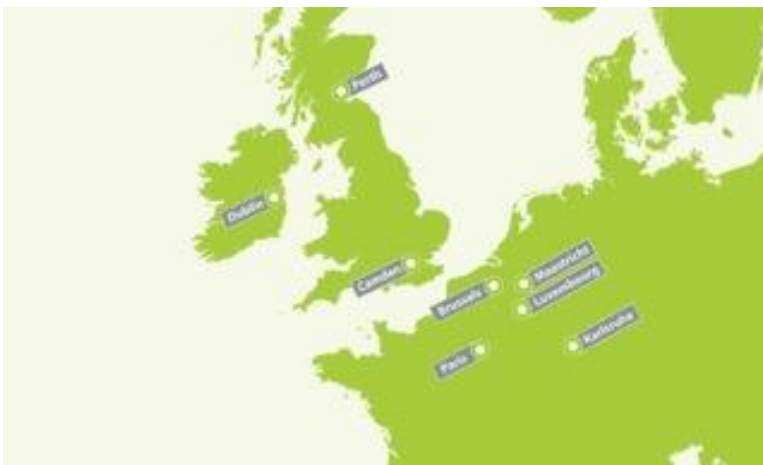 Perth
Dublin
Camden
Maastricht
Brussels
Luxembourg
Karlsruhe
Paris